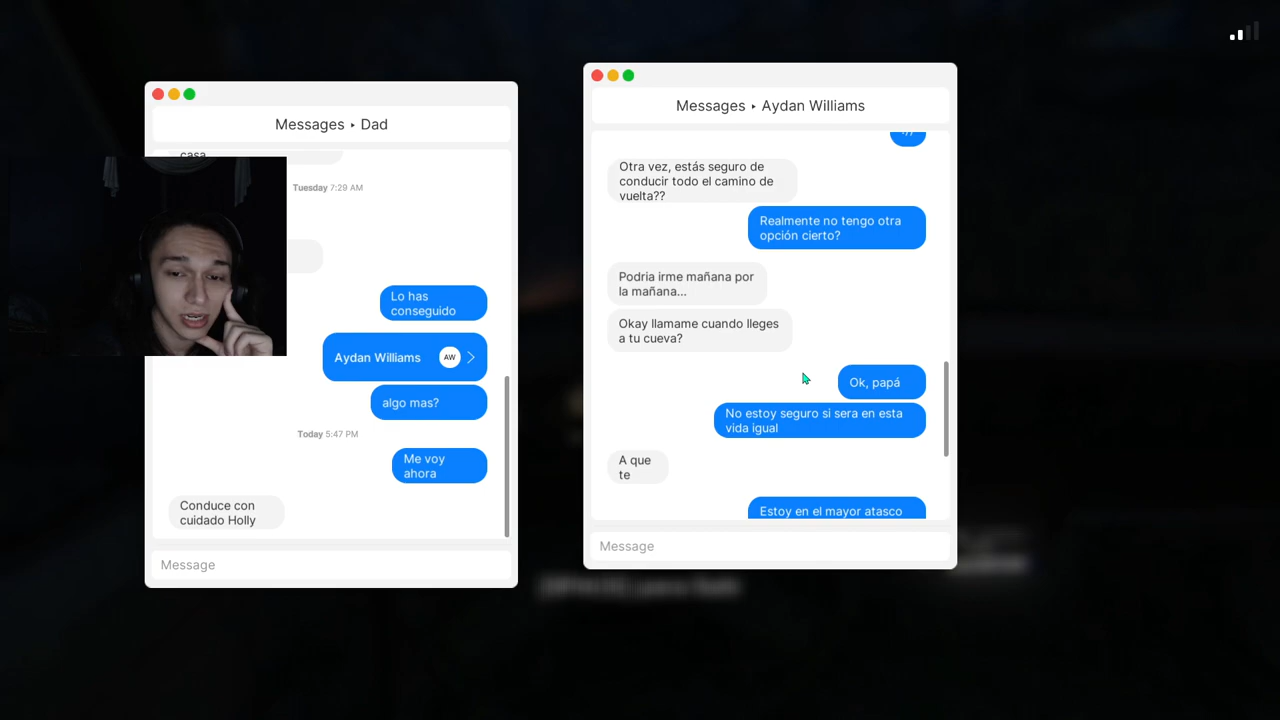 Messages ▸ Dad
casa
Tuesday 7:29 AM
Lo has
conseguido
Aydan Williams AW
algo mas?
Today 5:47 PM
Me voy
ahora
Conduce con
cuidado Holly
Message
Messages ▸ Aydan Williams
Otra vez, estás seguro de
conducir todo el camino de
vuelta??
Realmente no tengo otra
opción cierto?
Podria irme mañana por
la mañana...
Okay llamame cuando lleges
a tu cueva?
Ok, papá
No estoy seguro si sera en esta
vida igual
A que
te
Estoy en el mayor atasco
Message